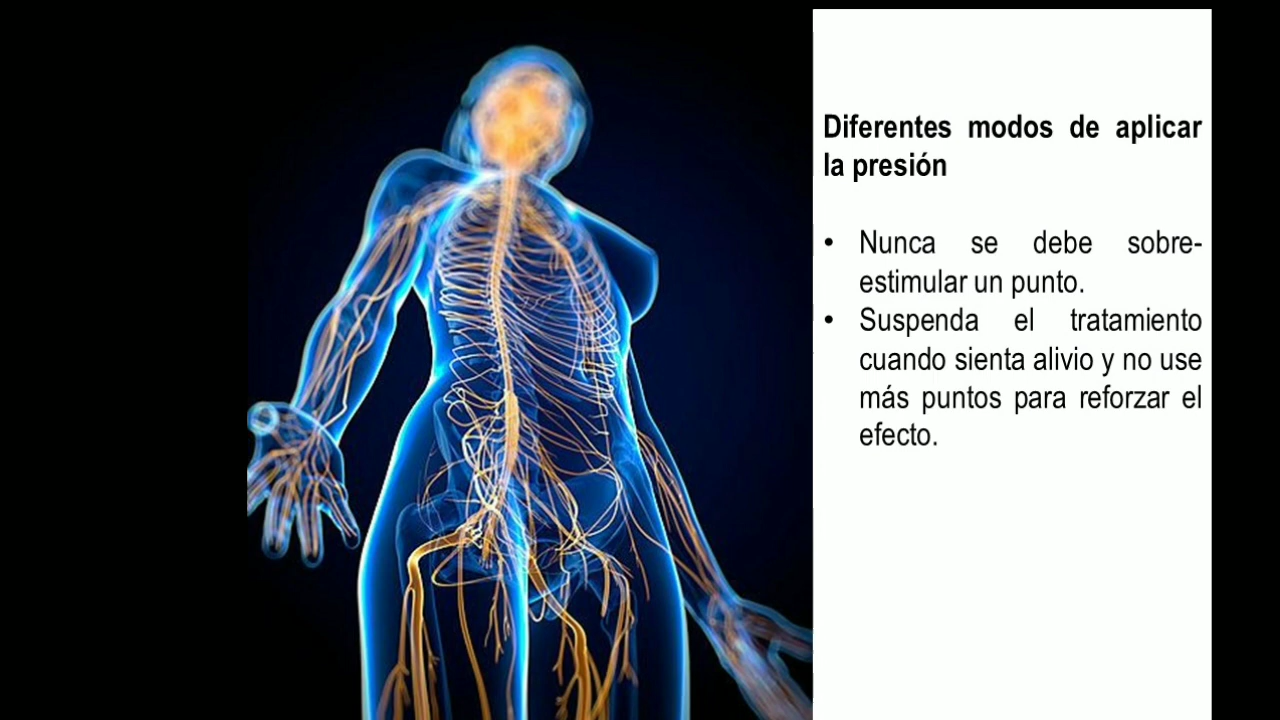 Diferentes modos de aplicar
la presión
• Nunca se debe sobre-
estimular un punto.
• Suspenda el tratamiento
cuando sienta alivio y no use
más puntos para reforzar el
efecto.